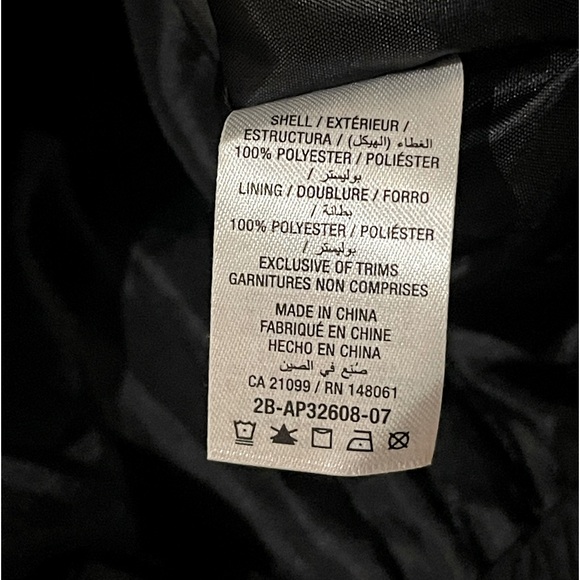 SHELL / EXTÉRIEUR /
ESTRUCTURA / الغطاء (الهيكل) /
100% POLYESTER / POLIÉSTER
/ بوليستر
LINING / DOUBLURE / FORRO
/ بطانة
100% POLYESTER / POLIÉSTER
/ بوليستر
EXCLUSIVE OF TRIMS
GARNITURES NON COMPRISES
MADE IN CHINA
FABRIQUÉ EN CHINE
HECHO EN CHINA
صُنع في الصين
CA 21099 / RN 148061
2B-AP32608-07